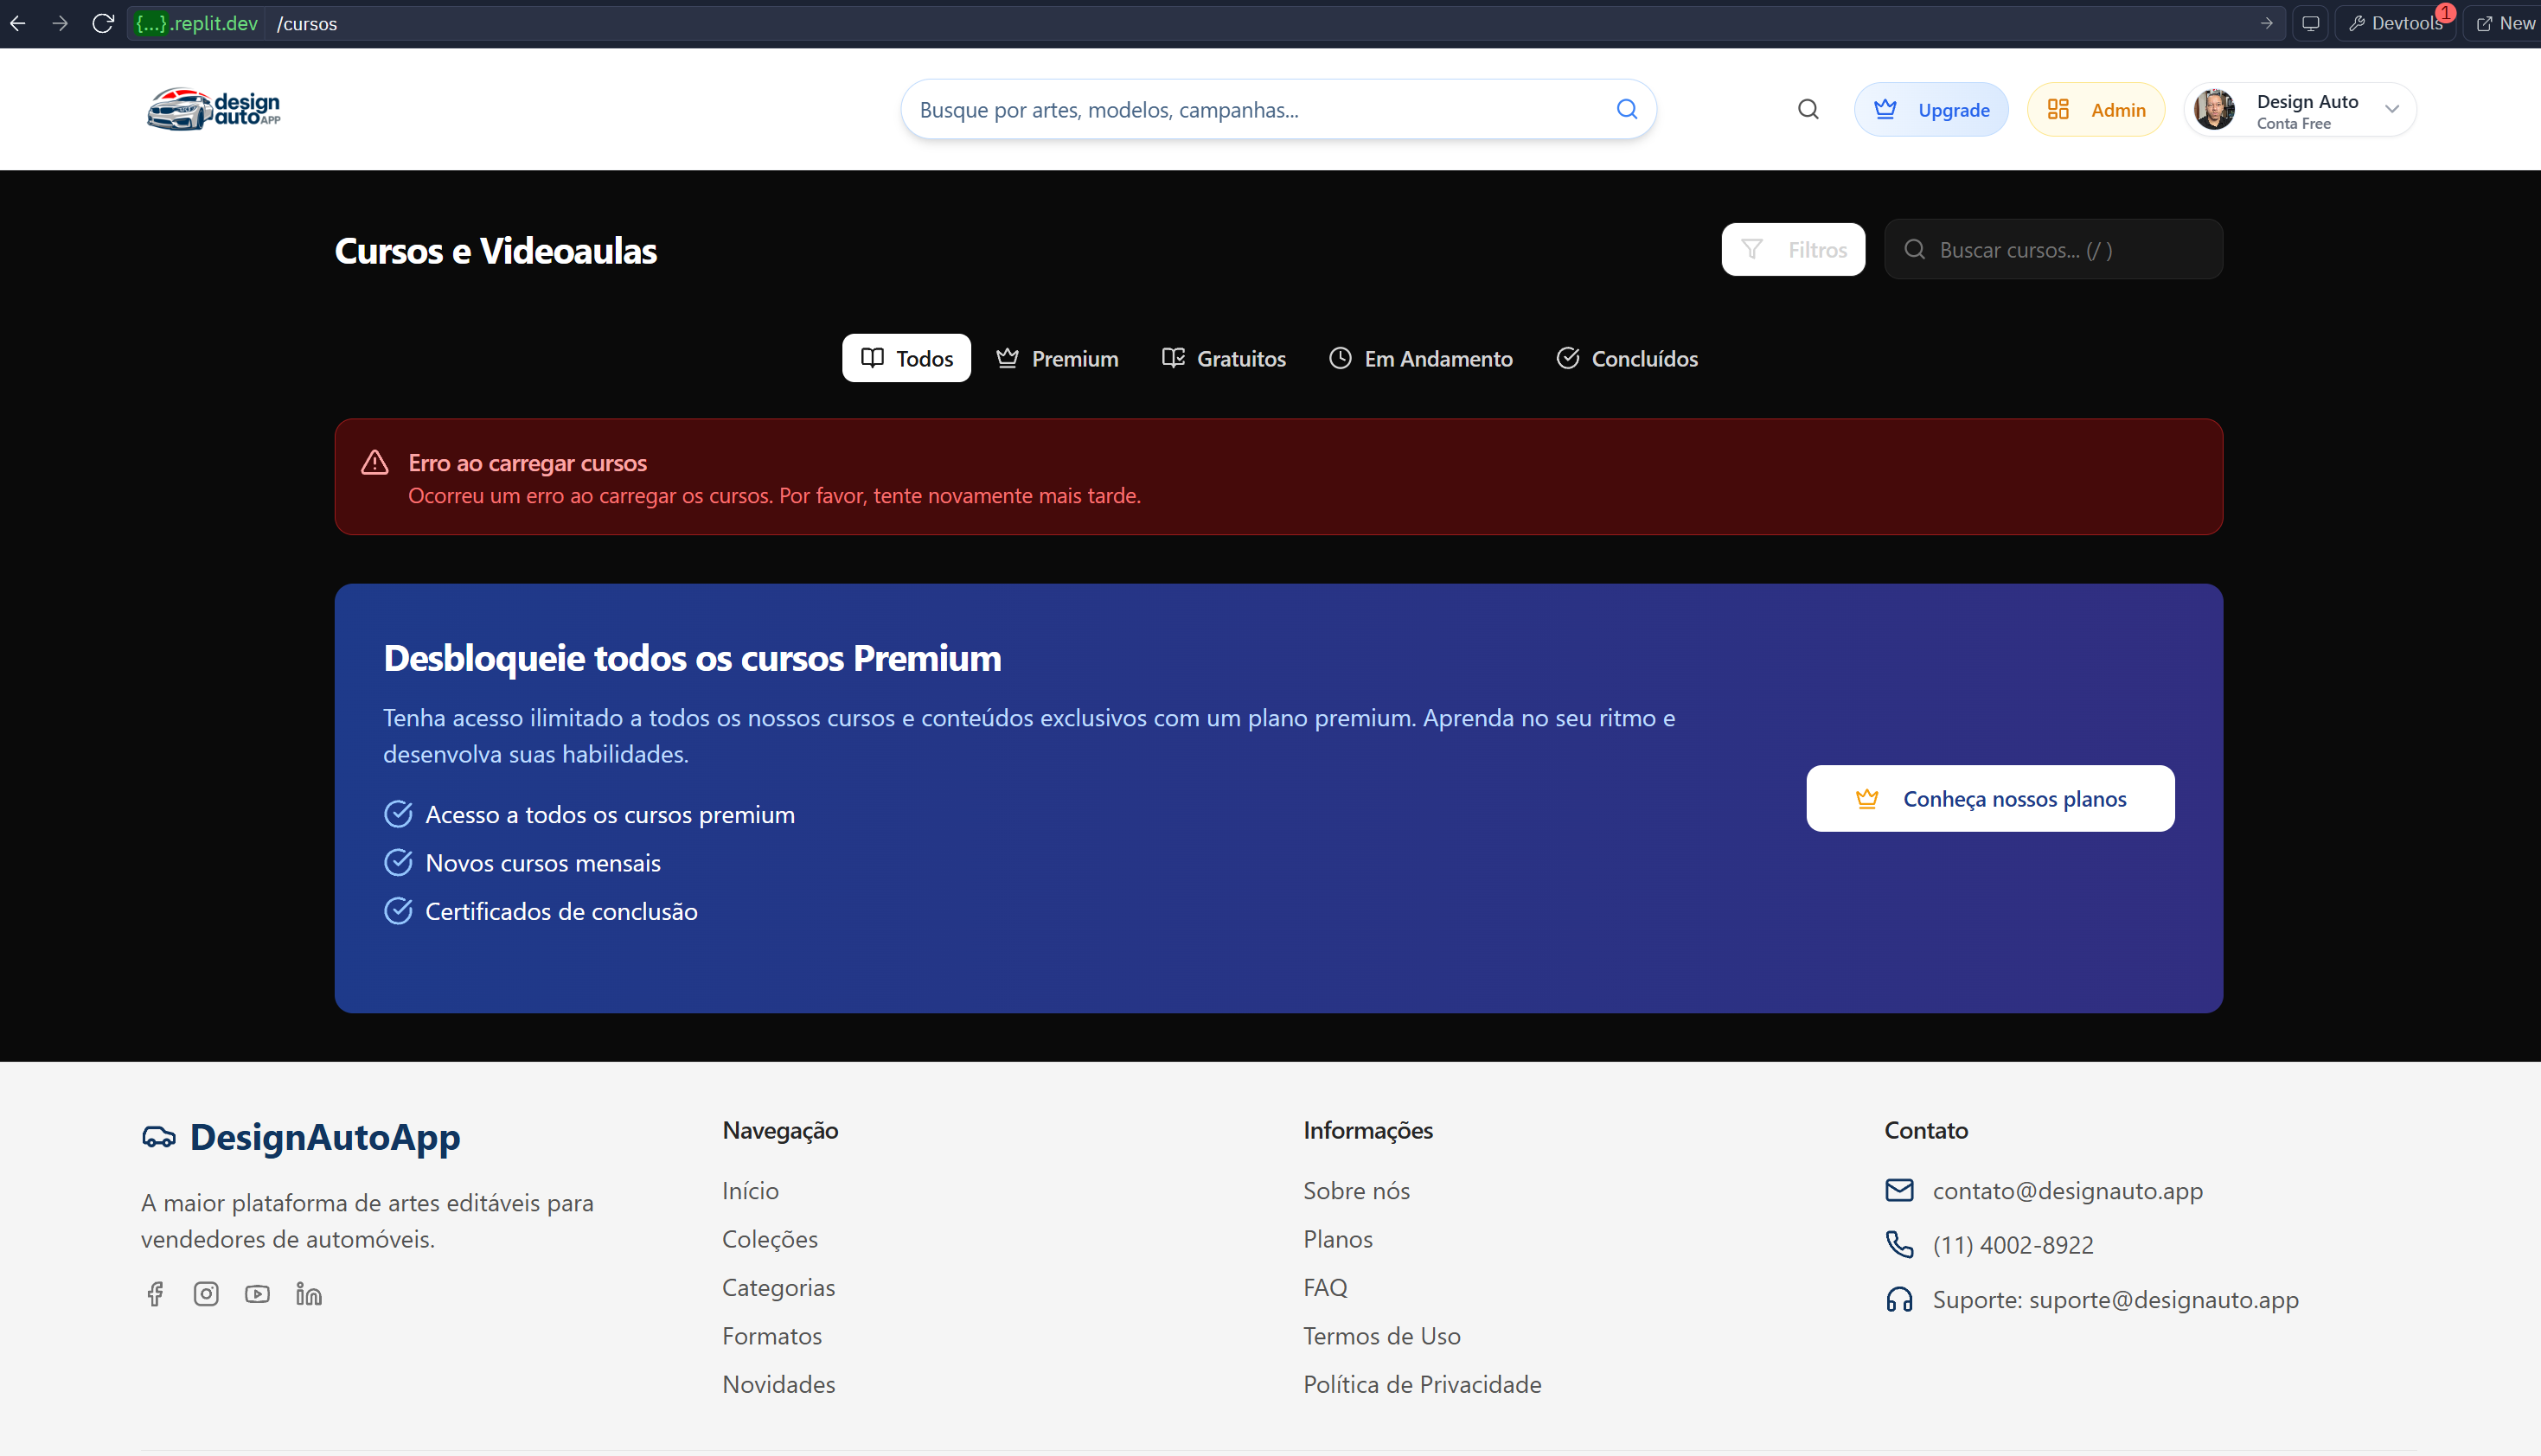 {...}.replit.dev /cursos
Devtools 1
New
design
auto APP
Busque por artes, modelos, campanhas...
Upgrade
Admin
Design Auto
Conta Free
Cursos e Videoaulas
Filtros
Buscar cursos... (/ )
Todos
Premium
Gratuitos
Em Andamento
Concluídos
Erro ao carregar cursos
Ocorreu um erro ao carregar os cursos. Por favor, tente novamente mais tarde.
Desbloqueie todos os cursos Premium
Tenha acesso ilimitado a todos os nossos cursos e conteúdos exclusivos com um plano premium. Aprenda no seu ritmo e
desenvolva suas habilidades.
Acesso a todos os cursos premium
Novos cursos mensais
Certificados de conclusão
Conheça nossos planos
DesignAutoApp
A maior plataforma de artes editáveis para
vendedores de automóveis.
Navegação
Início
Coleções
Categorias
Formatos
Novidades
Informações
Sobre nós
Planos
FAQ
Termos de Uso
Política de Privacidade
Contato
contato@designauto.app
(11) 4002-8922
Suporte: suporte@designauto.app